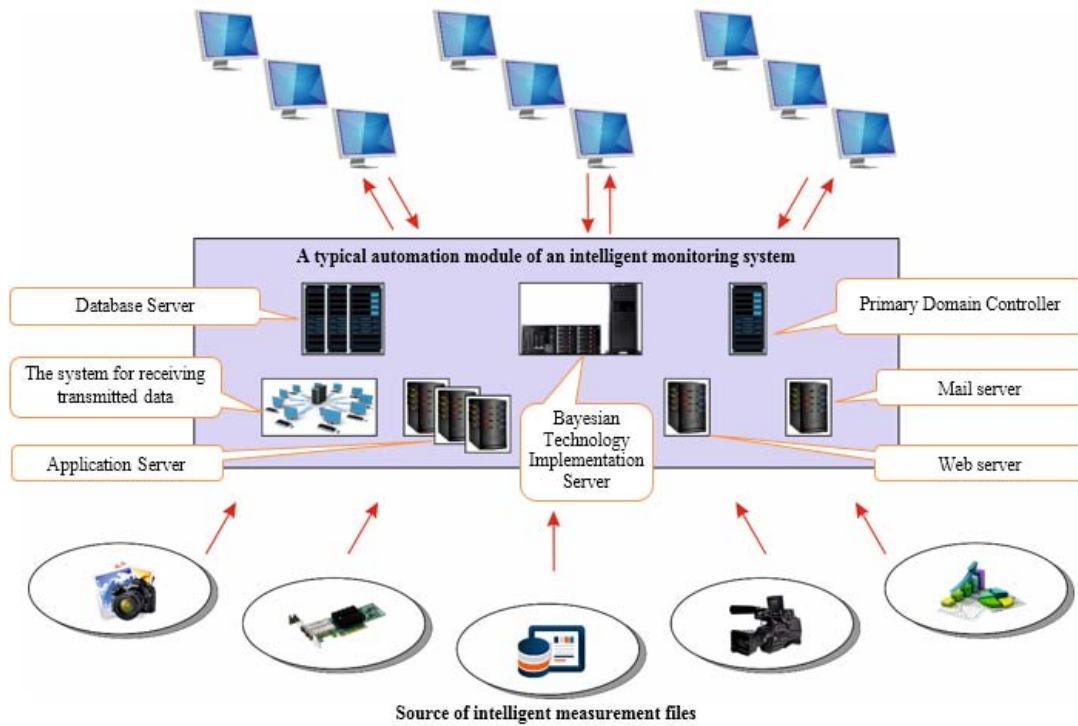 A typical automation module of an intelligent monitoring system
Database Server
Primary Domain Controller
The system for receiving
transmitted data
Mail server
Bayesian
Technology
Implementation
Server
Application Server
Web server
Source of intelligent measurement files